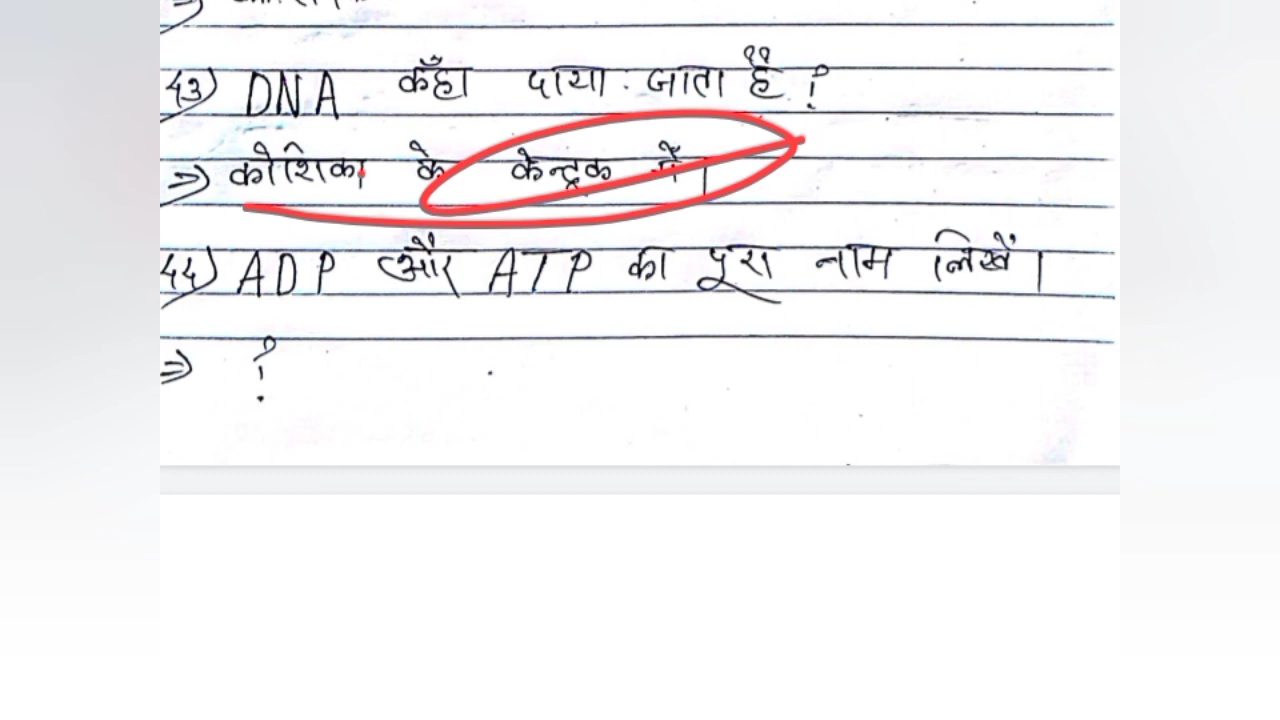 43) DNA कहाँ पाया जाता है ?
=> कोशिका के केन्द्रक में।
44) ADP और ATP का पूरा नाम लिखें।
=> ?